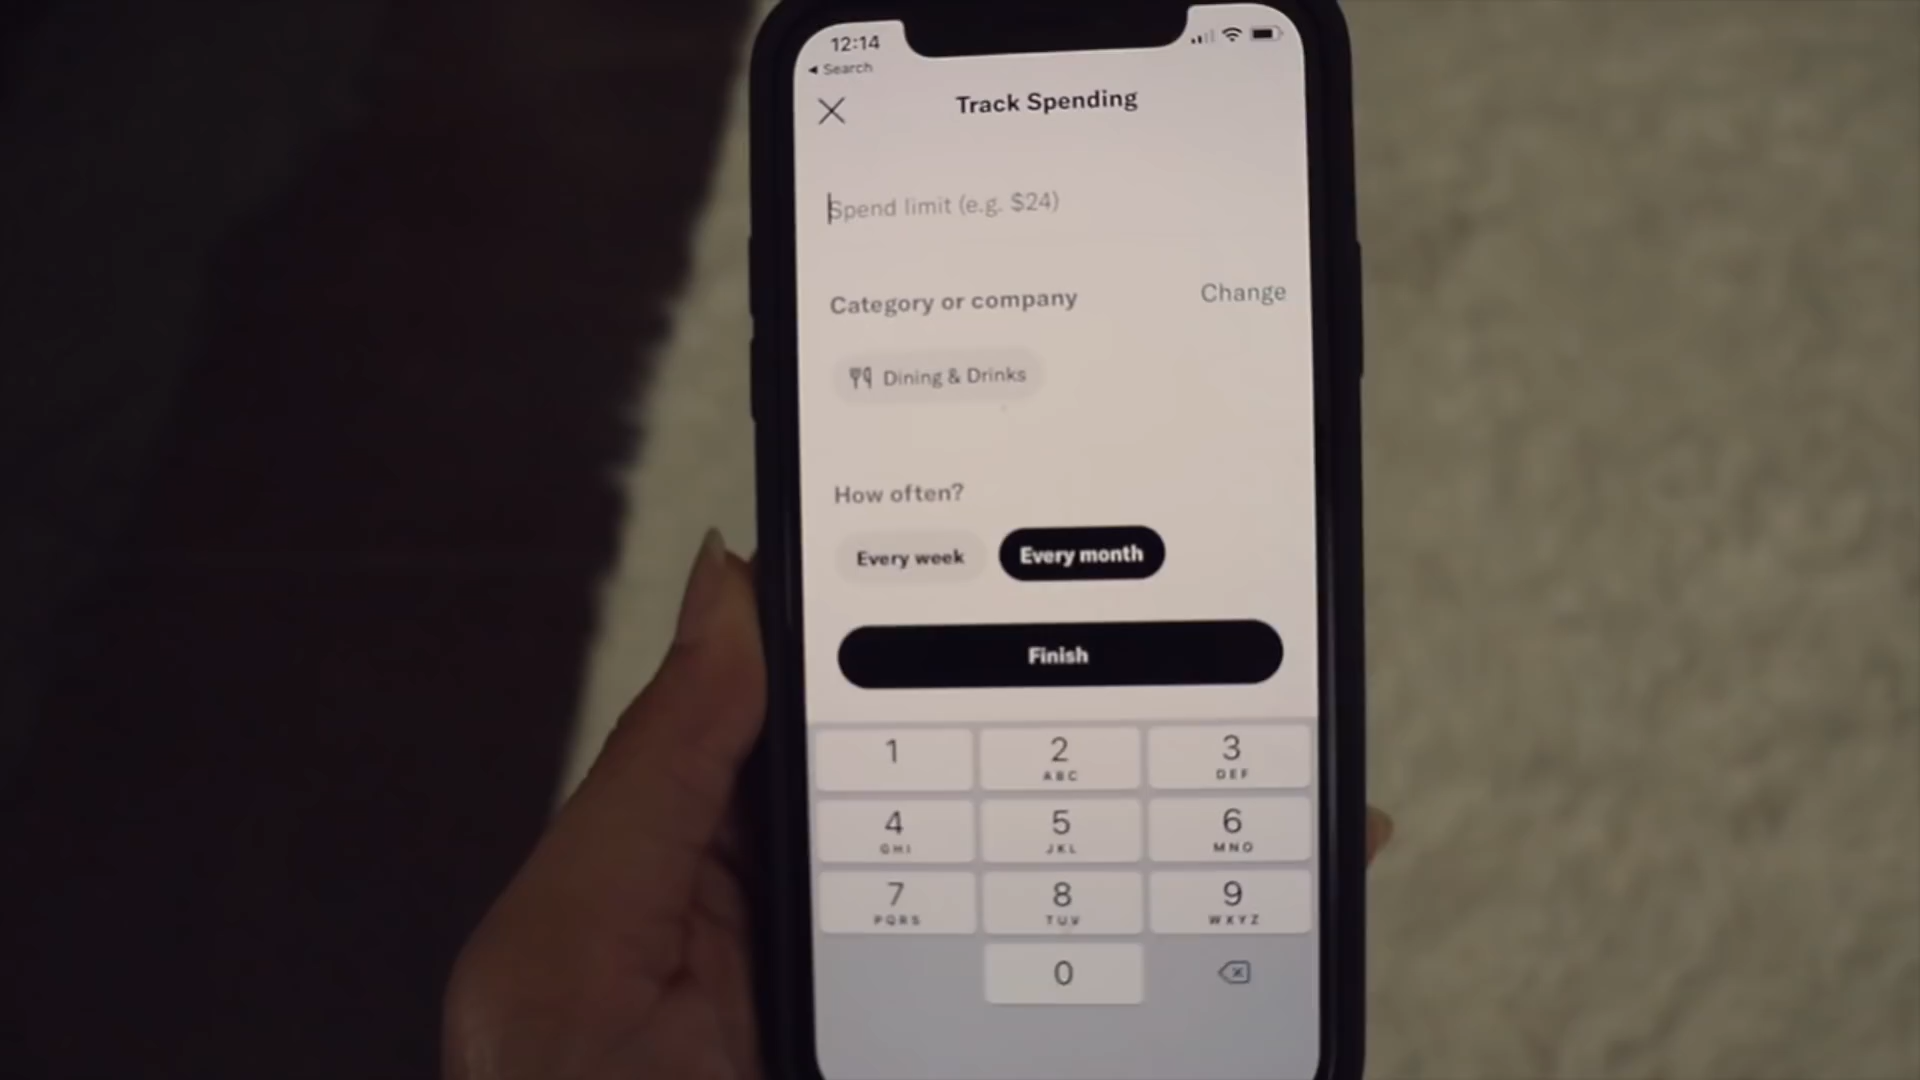 12:14
◀ Search
Track Spending
Spend limit (e.g. $24)
Category or company
Change
Dining & Drinks
How often?
Every week
Every month
Finish
1
2
3
ABC
DEF
4
5
6
GHI
JKL
MNO
7
8
9
PQRS
TUV
WXYZ
0